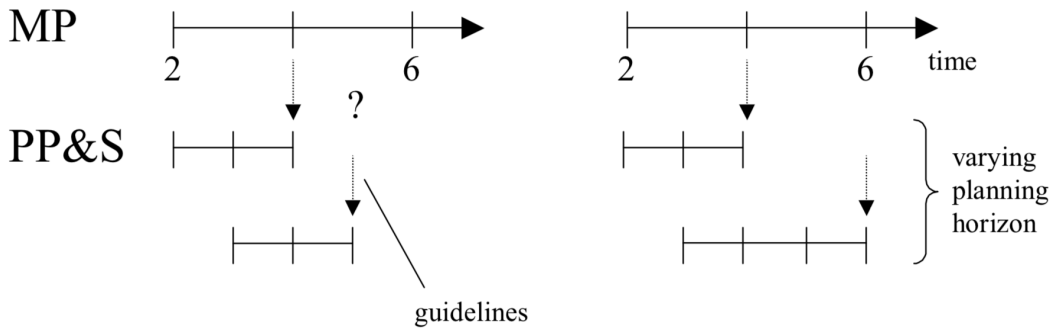 MP
2
6
2
6
time
?
PP&S
varying
planning
horizon
guidelines